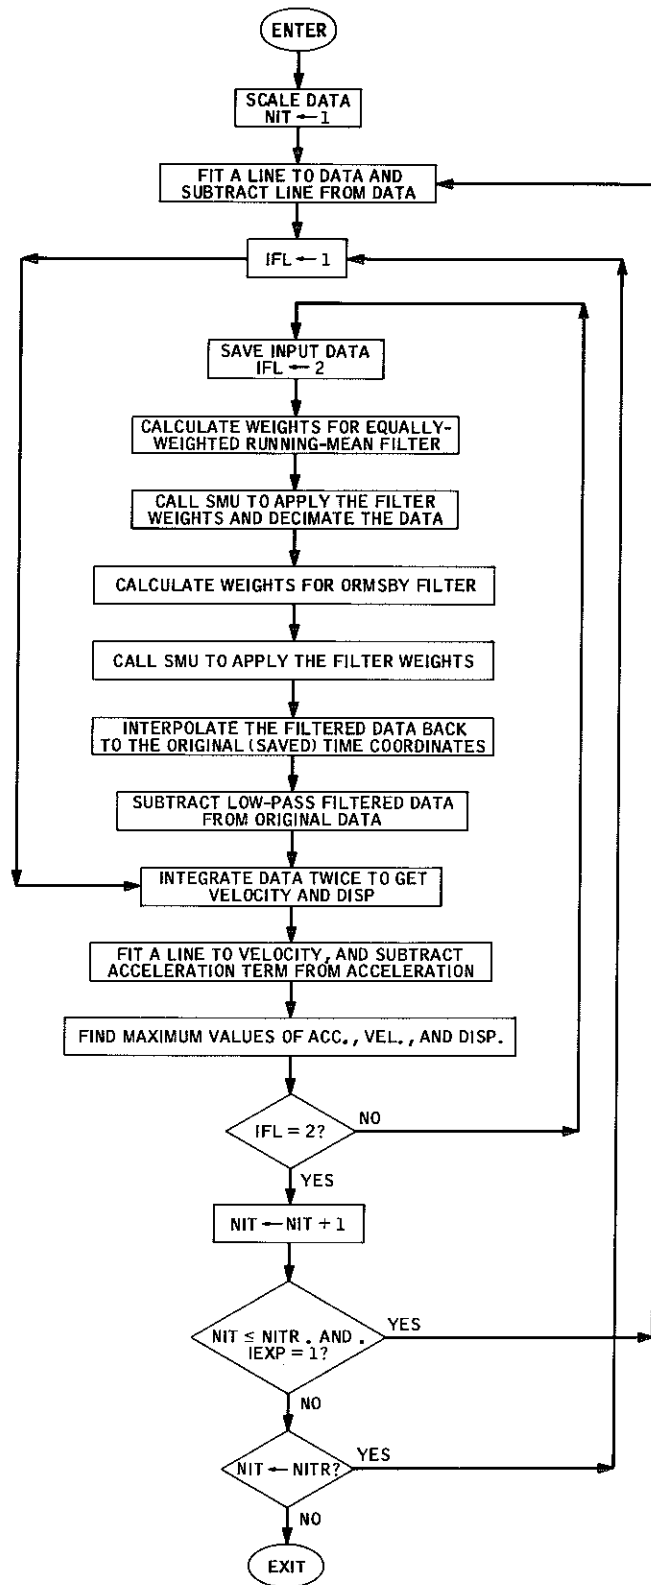 ENTER
SCALE DATA
NIT ← 1
FIT A LINE TO DATA AND
SUBTRACT LINE FROM DATA
IFL ← 1
SAVE INPUT DATA
IFL ← 2
CALCULATE WEIGHTS FOR EQUALLY-
WEIGHTED RUNNING-MEAN FILTER
CALL SMU TO APPLY THE FILTER
WEIGHTS AND DECIMATE THE DATA
CALCULATE WEIGHTS FOR ORMSBY FILTER
CALL SMU TO APPLY THE FILTER WEIGHTS
INTERPOLATE THE FILTERED DATA BACK
TO THE ORIGINAL (SAVED) TIME COORDINATES
SUBTRACT LOW-PASS FILTERED DATA
FROM ORIGINAL DATA
INTEGRATE DATA TWICE TO GET
VELOCITY AND DISP
FIT A LINE TO VELOCITY, AND SUBTRACT
ACCELERATION TERM FROM ACCELERATION
FIND MAXIMUM VALUES OF ACC., VEL., AND DISP.
IFL = 2?
NO
YES
NIT ← NIT + 1
NIT ≤ NITR . AND .
IEXP = 1?
YES
NO
NIT ← NITR?
YES
NO
EXIT